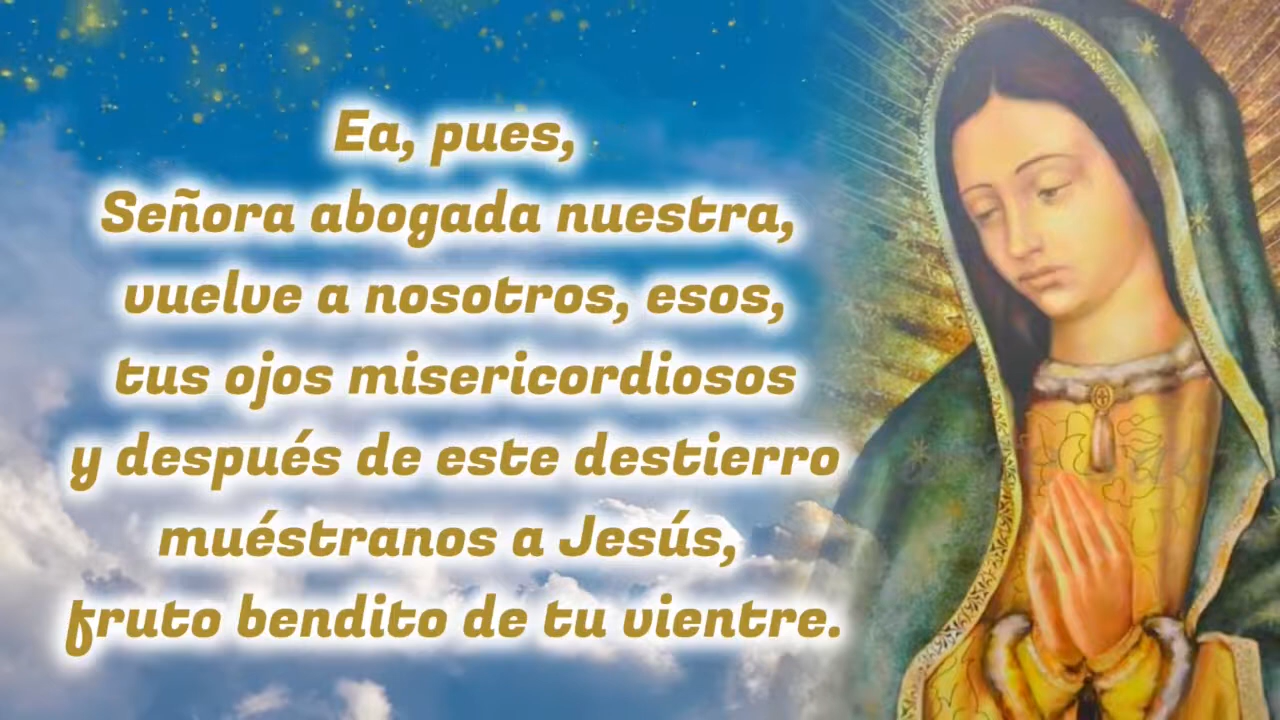 Ea, pues,
Señora abogada nuestra,
vuelve a nosotros, esos,
tus ojos misericordiosos
y después de este destierro
muéstranos a Jesús,
fruto bendito de tu vientre.